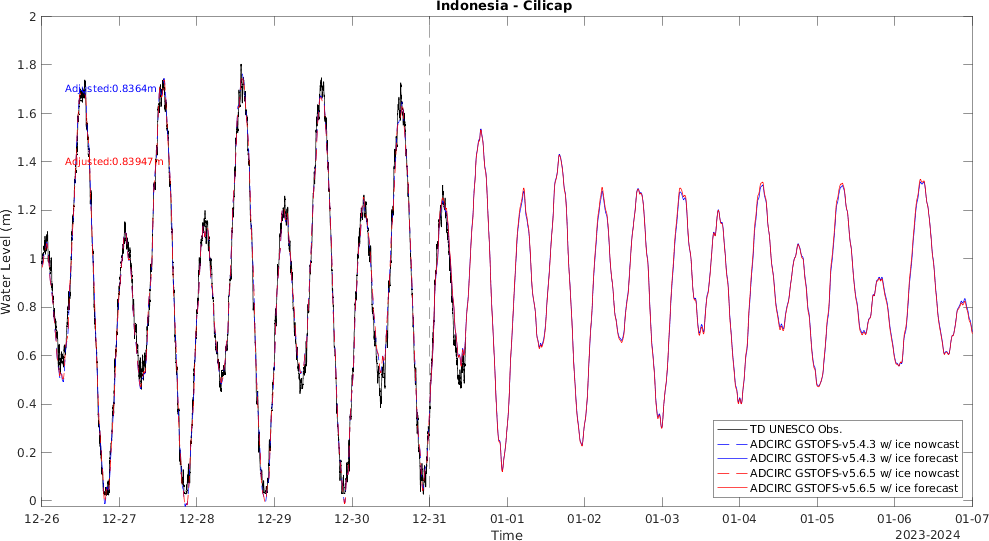 Indonesia - Cilicap
2
1.8
1.6
1.4
1.2
1
0.8
0.6
0.4
0.2
0
Water Level (m)
Adjusted:0.8364m
Adjusted:0.83947m
TD UNESCO Obs.
ADCIRC GSTOFS-v5.4.3 w/ ice nowcast
ADCIRC GSTOFS-v5.4.3 w/ ice forecast
ADCIRC GSTOFS-v5.6.5 w/ ice nowcast
ADCIRC GSTOFS-v5.6.5 w/ ice forecast
12-26 12-27 12-28 12-29 12-30 12-31 01-01 01-02 01-03 01-04 01-05 01-06 01-07
Time
2023-2024